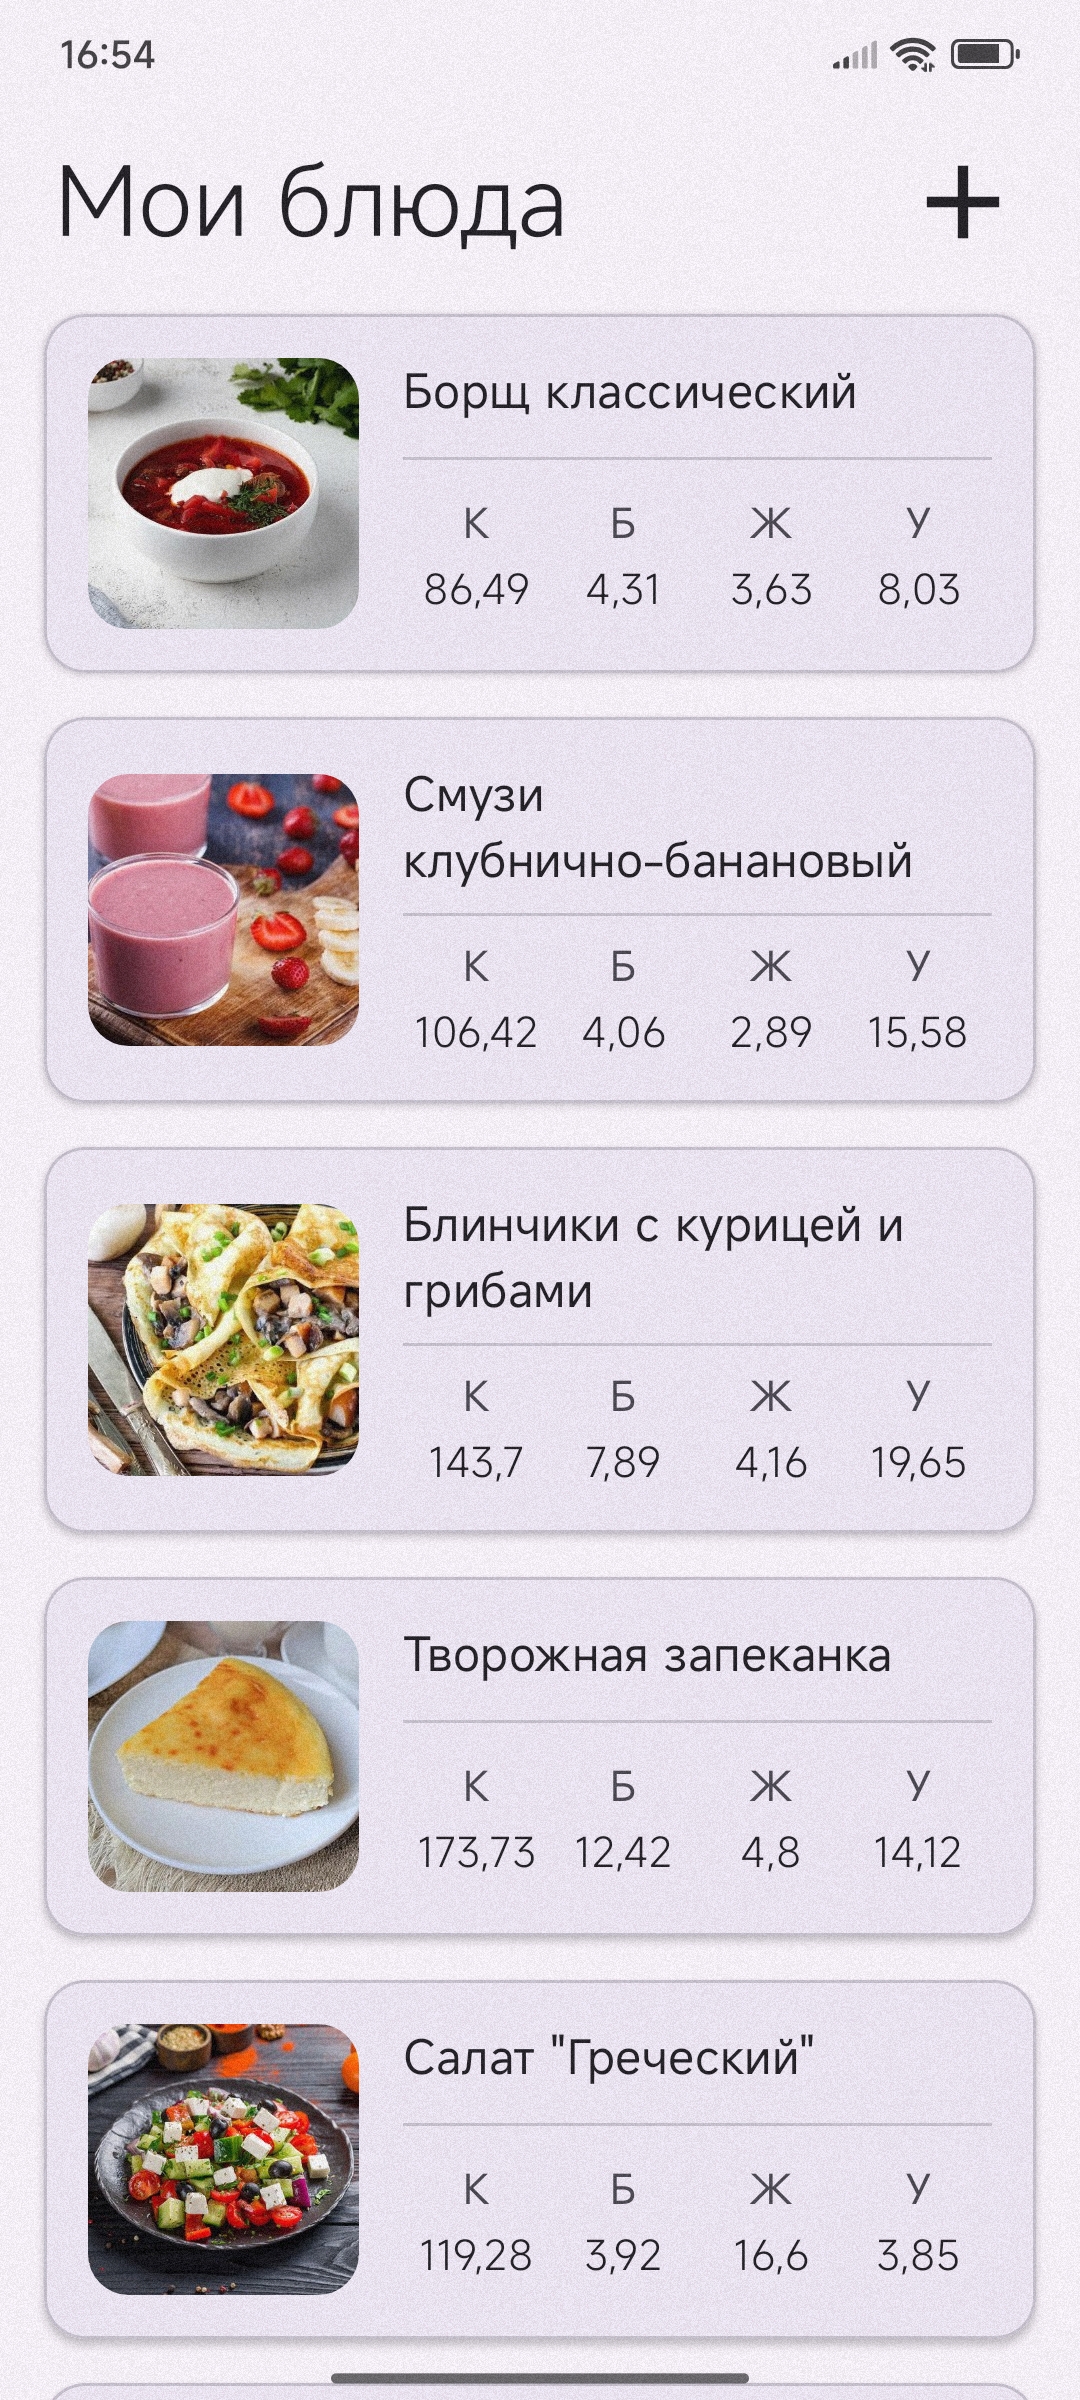 16:54
Мои блюда
Борщ классический
К Б Ж У
86,49 4,31 3,63 8,03
Смузи
клубнично-банановый
К Б Ж У
106,42 4,06 2,89 15,58
Блинчики с курицей и
грибами
К Б Ж У
143,7 7,89 4,16 19,65
Творожная запеканка
К Б Ж У
173,73 12,42 4,8 14,12
Салат "Греческий"
К Б Ж У
119,28 3,92 16,6 3,85